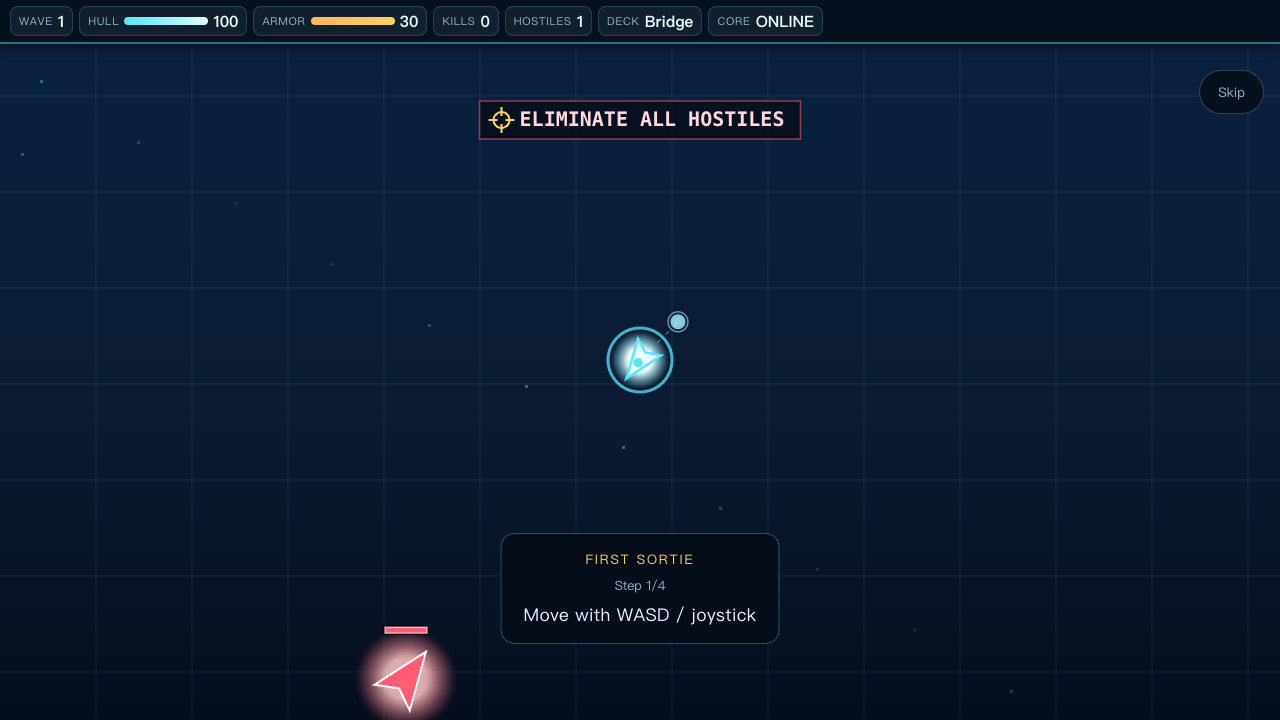 WAVE 1 HULL 100 ARMOR 30 KILLS 0 HOSTILES 1 DECK Bridge CORE ONLINE
Skip
ELIMINATE ALL HOSTILES
FIRST SORTIE
Step 1/4
Move with WASD / joystick